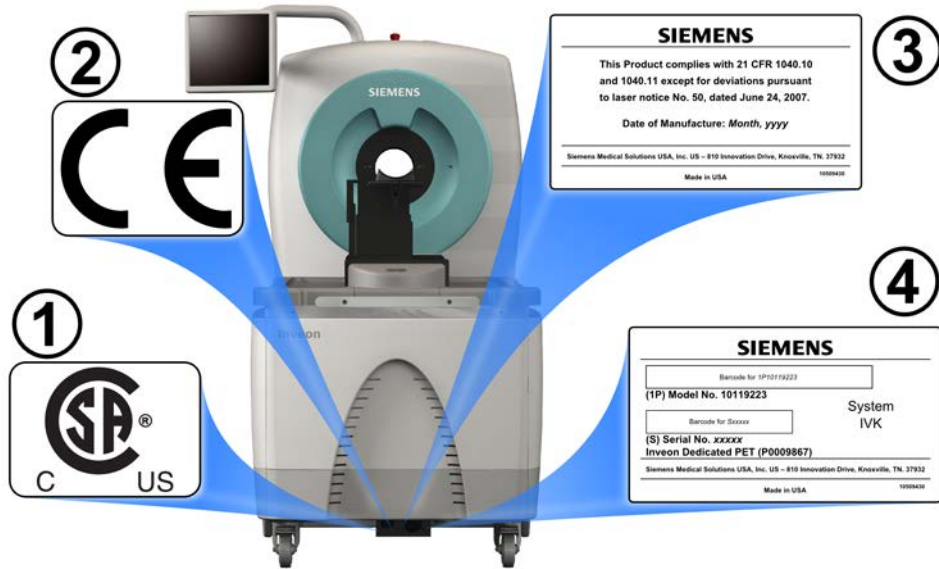 2
CE
1
CSA®
C US
SIEMENS
Inveon
3
SIEMENS
This Product complies with 21 CFR 1040.10
and 1040.11 except for deviations pursuant
to laser notice No. 50, dated June 24, 2007.
Date of Manufacture: Month, yyyy
Siemens Medical Solutions USA, Inc. US – 810 Innovation Drive, Knoxville, TN. 37932
Made in USA 10509430
4
SIEMENS
Barcode for 1P10119223
(1P) Model No. 10119223
System
IVK
Barcode for Sxxxxx
(S) Serial No. xxxxx
Inveon Dedicated PET (P0009867)
Siemens Medical Solutions USA, Inc. US – 810 Innovation Drive, Knoxville, TN. 37932
Made in USA 10509430